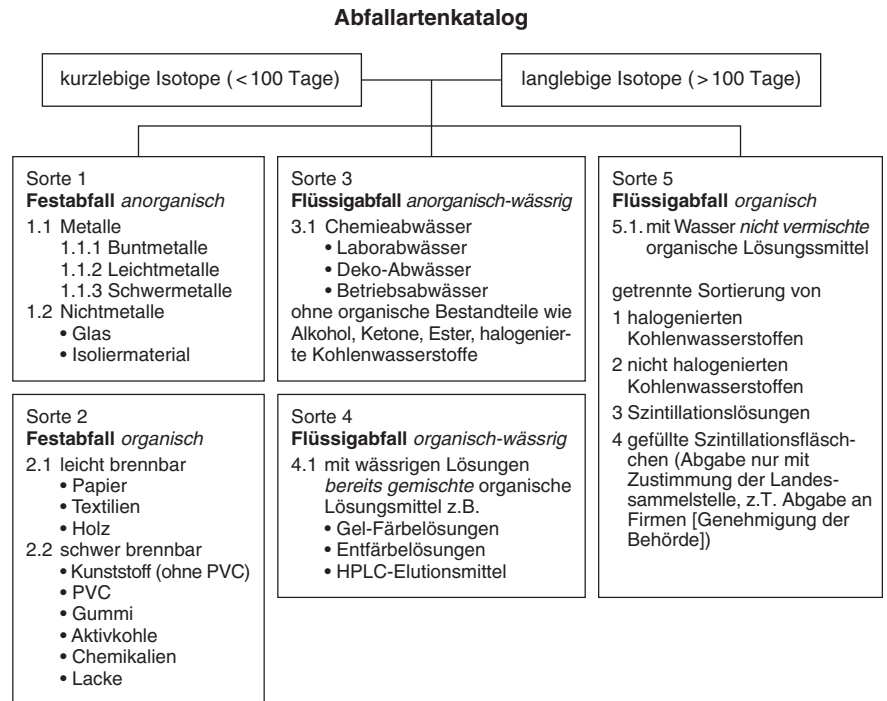 Abfallartenkatalog
kurzlebige Isotope (<100 Tage)
langlebige Isotope (>100 Tage)
Sorte 1
Festabfall anorganisch
1.1 Metalle
1.1.1 Buntmetalle
1.1.2 Leichtmetalle
1.1.3 Schwermetalle
1.2 Nichtmetalle
• Glas
• Isoliermaterial
Sorte 2
Festabfall organisch
2.1 leicht brennbar
• Papier
• Textilien
• Holz
2.2 schwer brennbar
• Kunststoff (ohne PVC)
• PVC
• Gummi
• Aktivkohle
• Chemikalien
• Lacke
Sorte 3
Flüssigabfall anorganisch-wässrig
3.1 Chemieabwässer
• Laborabwässer
• Deko-Abwässer
• Betriebsabwässer
ohne organische Bestandteile wie
Alkohol, Ketone, Ester, halogenier-
te Kohlenwasserstoffe
Sorte 4
Flüssigabfall organisch-wässrig
4.1 mit wässrigen Lösungen
bereits gemischte organische
Lösungsmittel z.B.
• Gel-Färbelösungen
• Entfärbelösungen
• HPLC-Elutionsmittel
Sorte 5
Flüssigabfall organisch
5.1. mit Wasser nicht vermischte
organische Lösungssmittel
getrennte Sortierung von
1 halogenierten
Kohlenwasserstoffen
2 nicht halogenierten
Kohlenwasserstoffen
3 Szintillationslösungen
4 gefüllte Szintillationsfläsch-
chen (Abgabe nur mit
Zustimmung der Landes-
sammelstelle, z.T. Abgabe an
Firmen [Genehmigung der
Behörde])